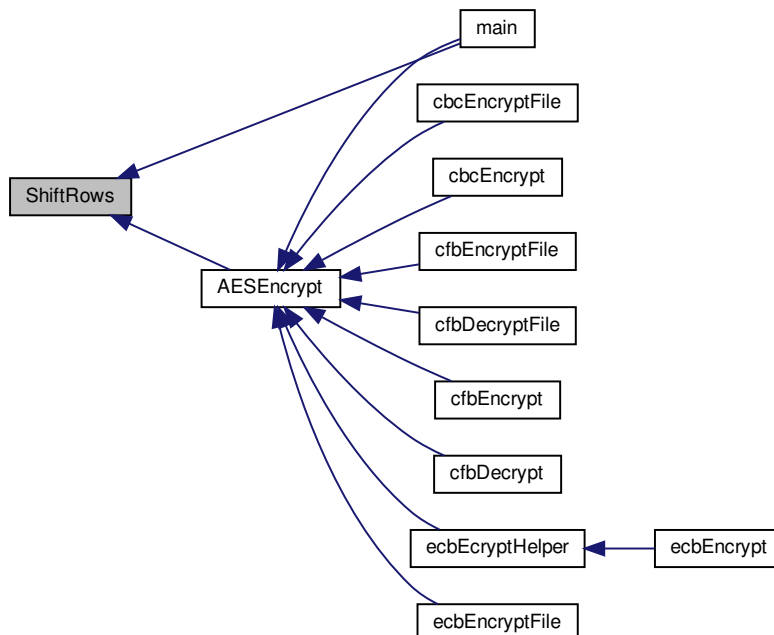 main
cbcEncryptFile
cbcEncrypt
ShiftRows
cfbEncryptFile
AESEncrypt
cfbDecryptFile
cfbEncrypt
cfbDecrypt
ecbEcryptHelper
ecbEncrypt
ecbEncryptFile